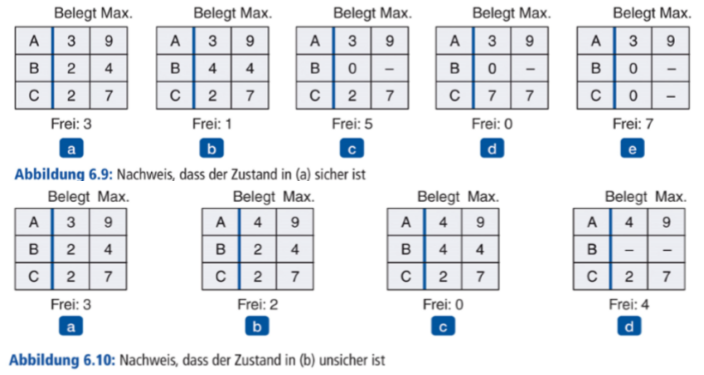 Belegt Max. Belegt Max. Belegt Max. Belegt Max. Belegt Max.
A 3 9 A 3 9 A 3 9 A 3 9 A 3 9
B 2 4 B 4 4 B 0 – B 0 – B 0 –
C 2 7 C 2 7 C 2 7 C 7 7 C 0 –
Frei: 3 Frei: 1 Frei: 5 Frei: 0 Frei: 7
a b c d e
Abbildung 6.9: Nachweis, dass der Zustand in (a) sicher ist
Belegt Max. Belegt Max. Belegt Max. Belegt Max.
A 3 9 A 4 9 A 4 9 A 4 9
B 2 4 B 2 4 B 4 4 B – –
C 2 7 C 2 7 C 2 7 C 2 7
Frei: 3 Frei: 2 Frei: 0 Frei: 4
a b c d
Abbildung 6.10: Nachweis, dass der Zustand in (b) unsicher ist